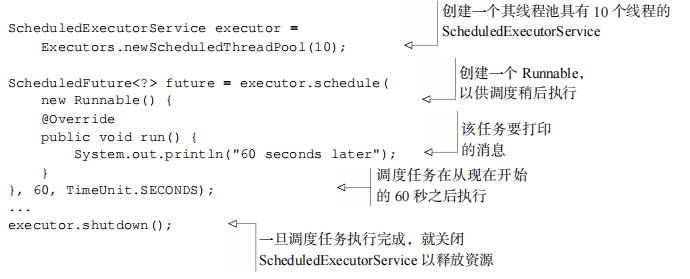 创建一个其线程池具有 10 个线程的
ScheduledExecutorService executor =
ScheduledExecutorService
Executors.newScheduledThreadPool(10);
创建一个 Runnable，
ScheduledFuture<?> future = executor.schedule(
以供调度稍后执行
new Runnable() {
@Override
该任务要打印
public void run() {
的消息
System.out.println("60 seconds later");
}
调度任务在从现在开始
}, 60, TimeUnit.SECONDS);
的 60 秒之后执行
...
executor.shutdown();
一旦调度任务执行完成，就关闭
ScheduledExecutorService 以释放资源